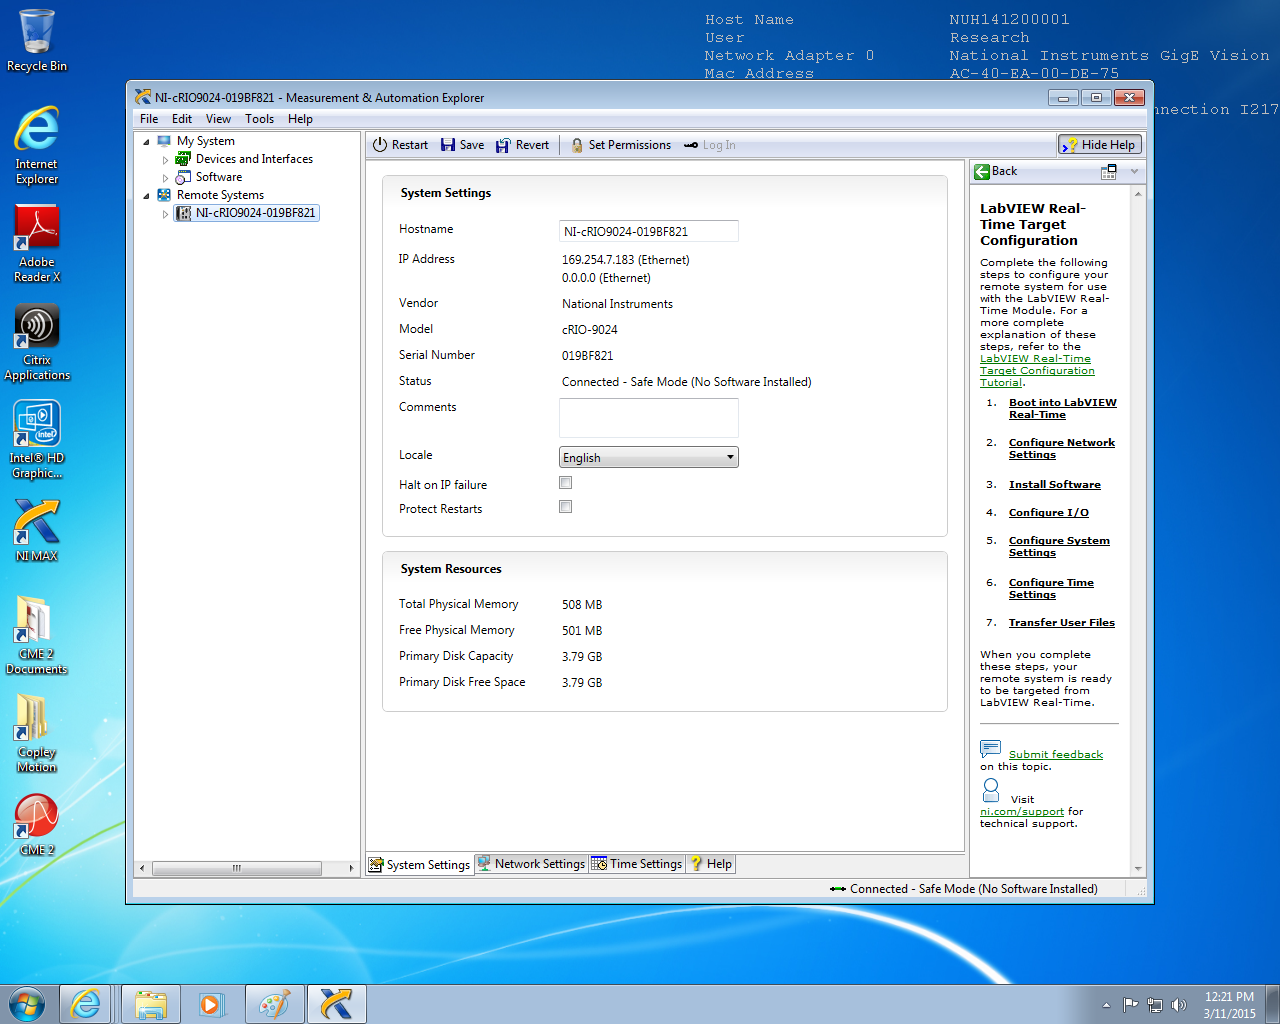 Host Name NUH141200001
User Research
Network Adapter 0 National Instruments GigE Vision
Mac Address AC-40-EA-00-DE-75
nnection I217
Recycle Bin
Internet
Explorer
Adobe
Reader X
Citrix
Applications
Intel® HD
Graphic...
NI MAX
CME 2
Documents
Copley
Motion
CME 2
NI-cRIO9024-019BF821 - Measurement & Automation Explorer
File Edit View Tools Help
My System
Devices and Interfaces
Software
Remote Systems
NI-cRIO9024-019BF821
Restart Save Revert Set Permissions Log In Hide Help
System Settings
Hostname NI-cRIO9024-019BF821
IP Address 169.254.7.183 (Ethernet)
0.0.0.0 (Ethernet)
Vendor National Instruments
Model cRIO-9024
Serial Number 019BF821
Status Connected - Safe Mode (No Software Installed)
Comments
Locale English
Halt on IP failure
Protect Restarts
System Resources
Total Physical Memory 508 MB
Free Physical Memory 501 MB
Primary Disk Capacity 3.79 GB
Primary Disk Free Space 3.79 GB
System Settings Network Settings Time Settings Help
Back
LabVIEW Real-
Time Target
Configuration
Complete the following
steps to configure your
remote system for use
with the LabVIEW Real-
Time Module. For a
more complete
explanation of these
steps, refer to the
LabVIEW Real-Time
Target Configuration
Tutorial.
1. Boot into LabVIEW
Real-Time
2. Configure Network
Settings
3. Install Software
4. Configure I/O
5. Configure System
Settings
6. Configure Time
Settings
7. Transfer User Files
When you complete
these steps, your
remote system is ready
to be targeted from
LabVIEW Real-Time.
Submit feedback
on this topic.
Visit
ni.com/support for
technical support.
Connected - Safe Mode (No Software Installed)
12:21 PM
3/11/2015